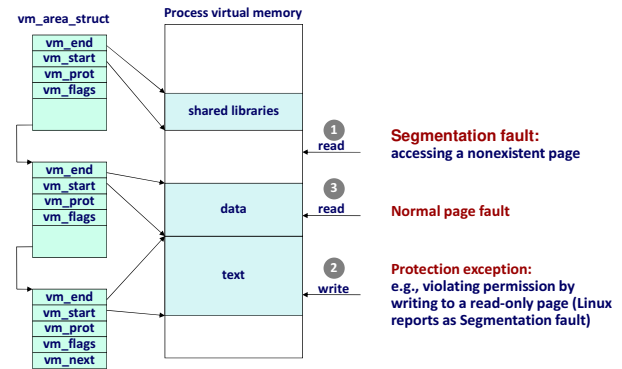 vm_area_struct
Process virtual memory
vm_end
vm_start
vm_prot
vm_flags
shared libraries
1
read
Segmentation fault:
accessing a nonexistent page
vm_end
vm_start
vm_prot
vm_flags
data
3
read
Normal page fault
text
2
write
Protection exception:
e.g., violating permission by
writing to a read-only page (Linux
reports as Segmentation fault)
vm_end
vm_start
vm_prot
vm_flags
vm_next